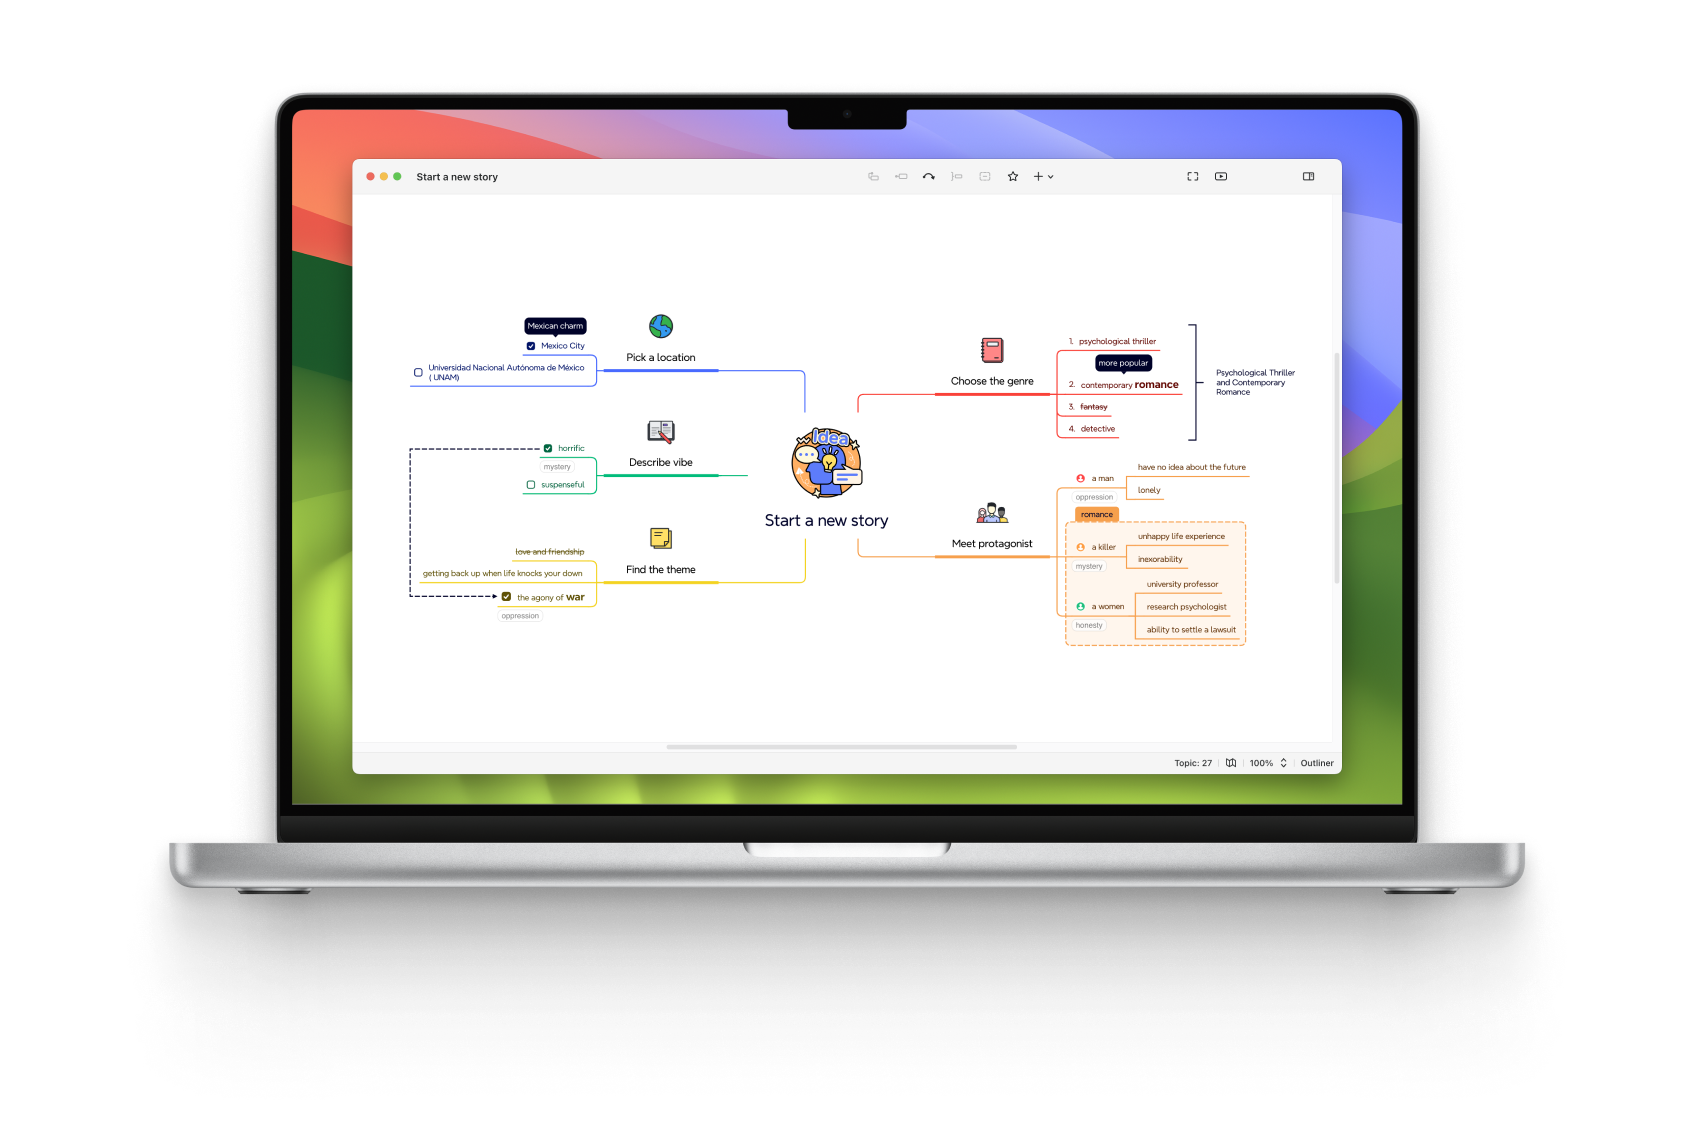 Start a new story
Mexican charm
Mexico City
Universidad Nacional Autónoma de México
( UNAM)
Pick a location
horrific
mystery
suspenseful
Describe vibe
love and friendship
getting back up when life knocks your down
the agony of war
oppression
Find the theme
Idea
Start a new story
Choose the genre
1. psychological thriller
more popular
2. contemporary romance
3. fantasy
4. detective
Psychological Thriller
and Contemporary
Romance
Meet protagonist
a man
oppression
have no idea about the future
lonely
romance
a killer
mystery
unhappy life experience
inexorability
a women
honesty
university professor
research psychologist
ability to settle a lawsuit
Topic: 27
100%
Outliner